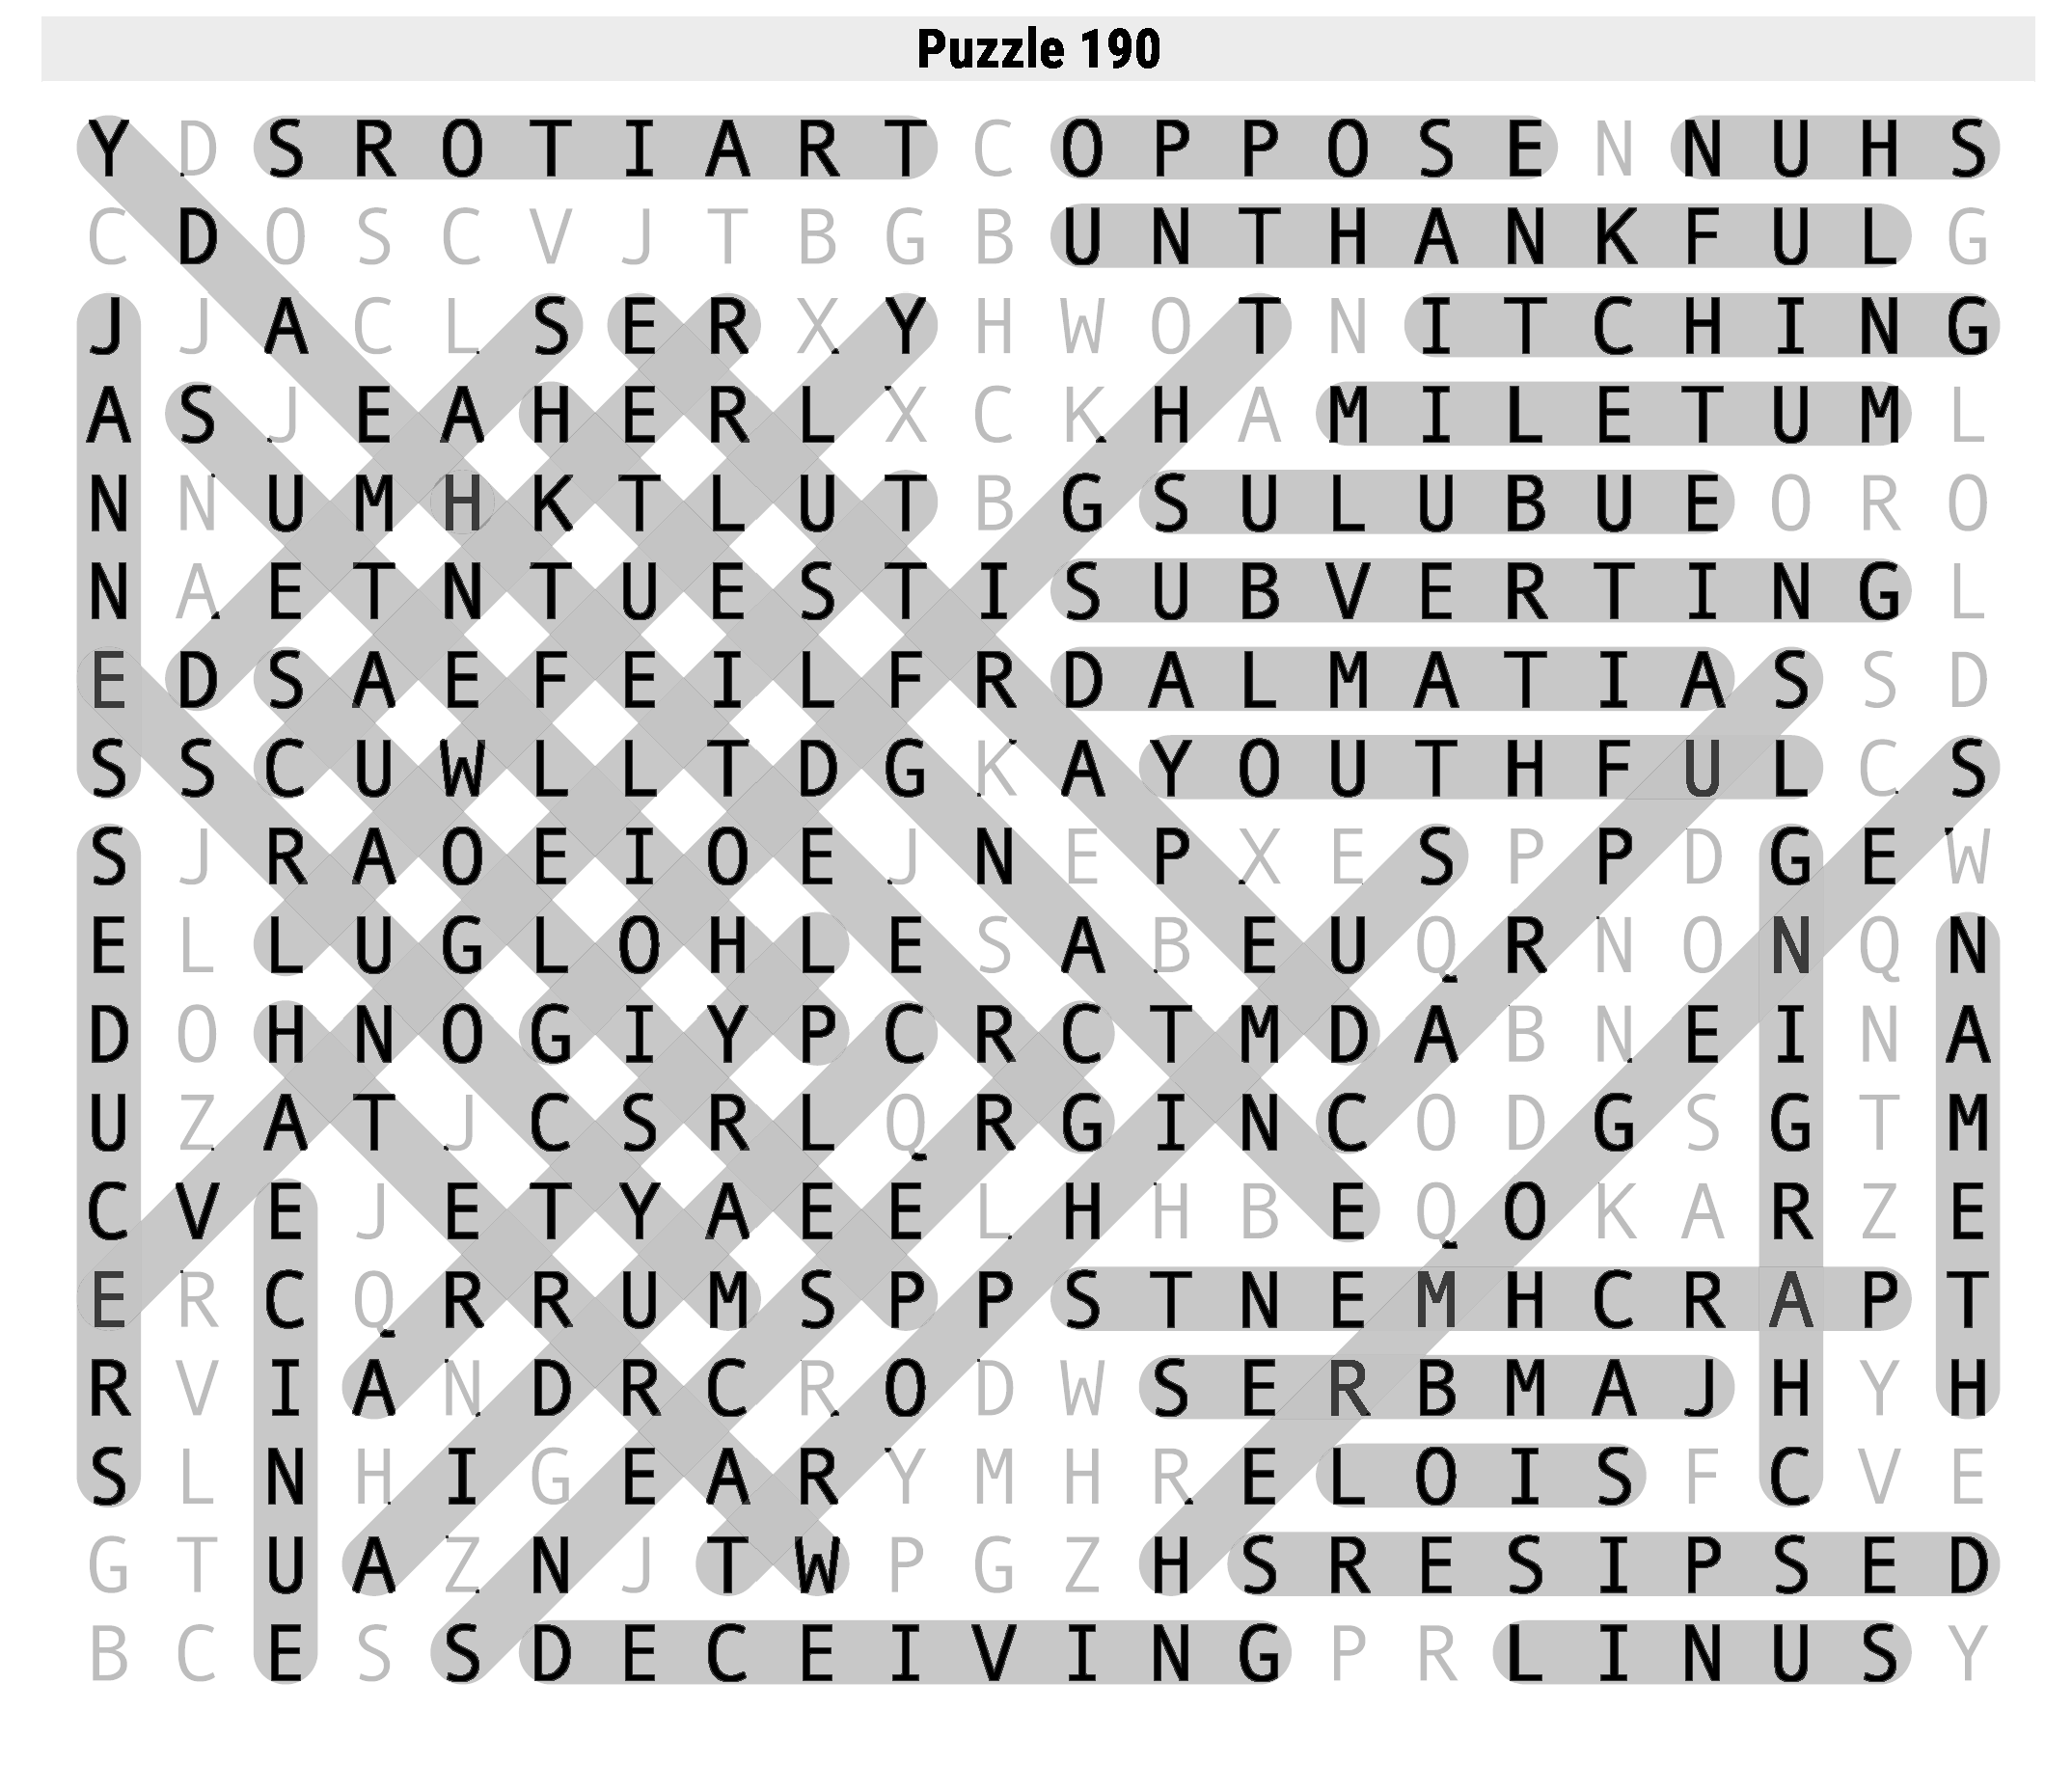 Puzzle 190
Y D S R O T I A R T C O P P O S E N N U H S
C D O S C V J T B G B U N T H A N K F U L G
J J A C L S E R X Y H W O T N I T C H I N G
A S J E A H E R L X C K H A M I L E T U M L
N N U M H K T L U T B G S U L U B U E O R O
N A E T N T U E S T I S U B V E R T I N G L
E D S A E F E I L F R D A L M A T I A S S D
S S C U W L L T D G K A Y O U T H F U L C S
S J R A O E I O E J N E P X E S P P D G E W
E L L U G L O H L E S A B E U Q R N O N Q N
D O H N O G I Y P C R C T M D A B N E I N A
U Z A T J C S R L Q R G I N C O D G S G T M
C V E J E T Y A E E L H H B E Q O K A R Z E
E R C Q R R U M S P P S T N E M H C R A P T
R V I A N D R C R O D W S E R B M A J H Y H
S L N H I G E A R Y M H R E L O I S F C V E
G T U A Z N J T W P G Z H S R E S I P S E D
B C E S S D E C E I V I N G P R L I N U S Y